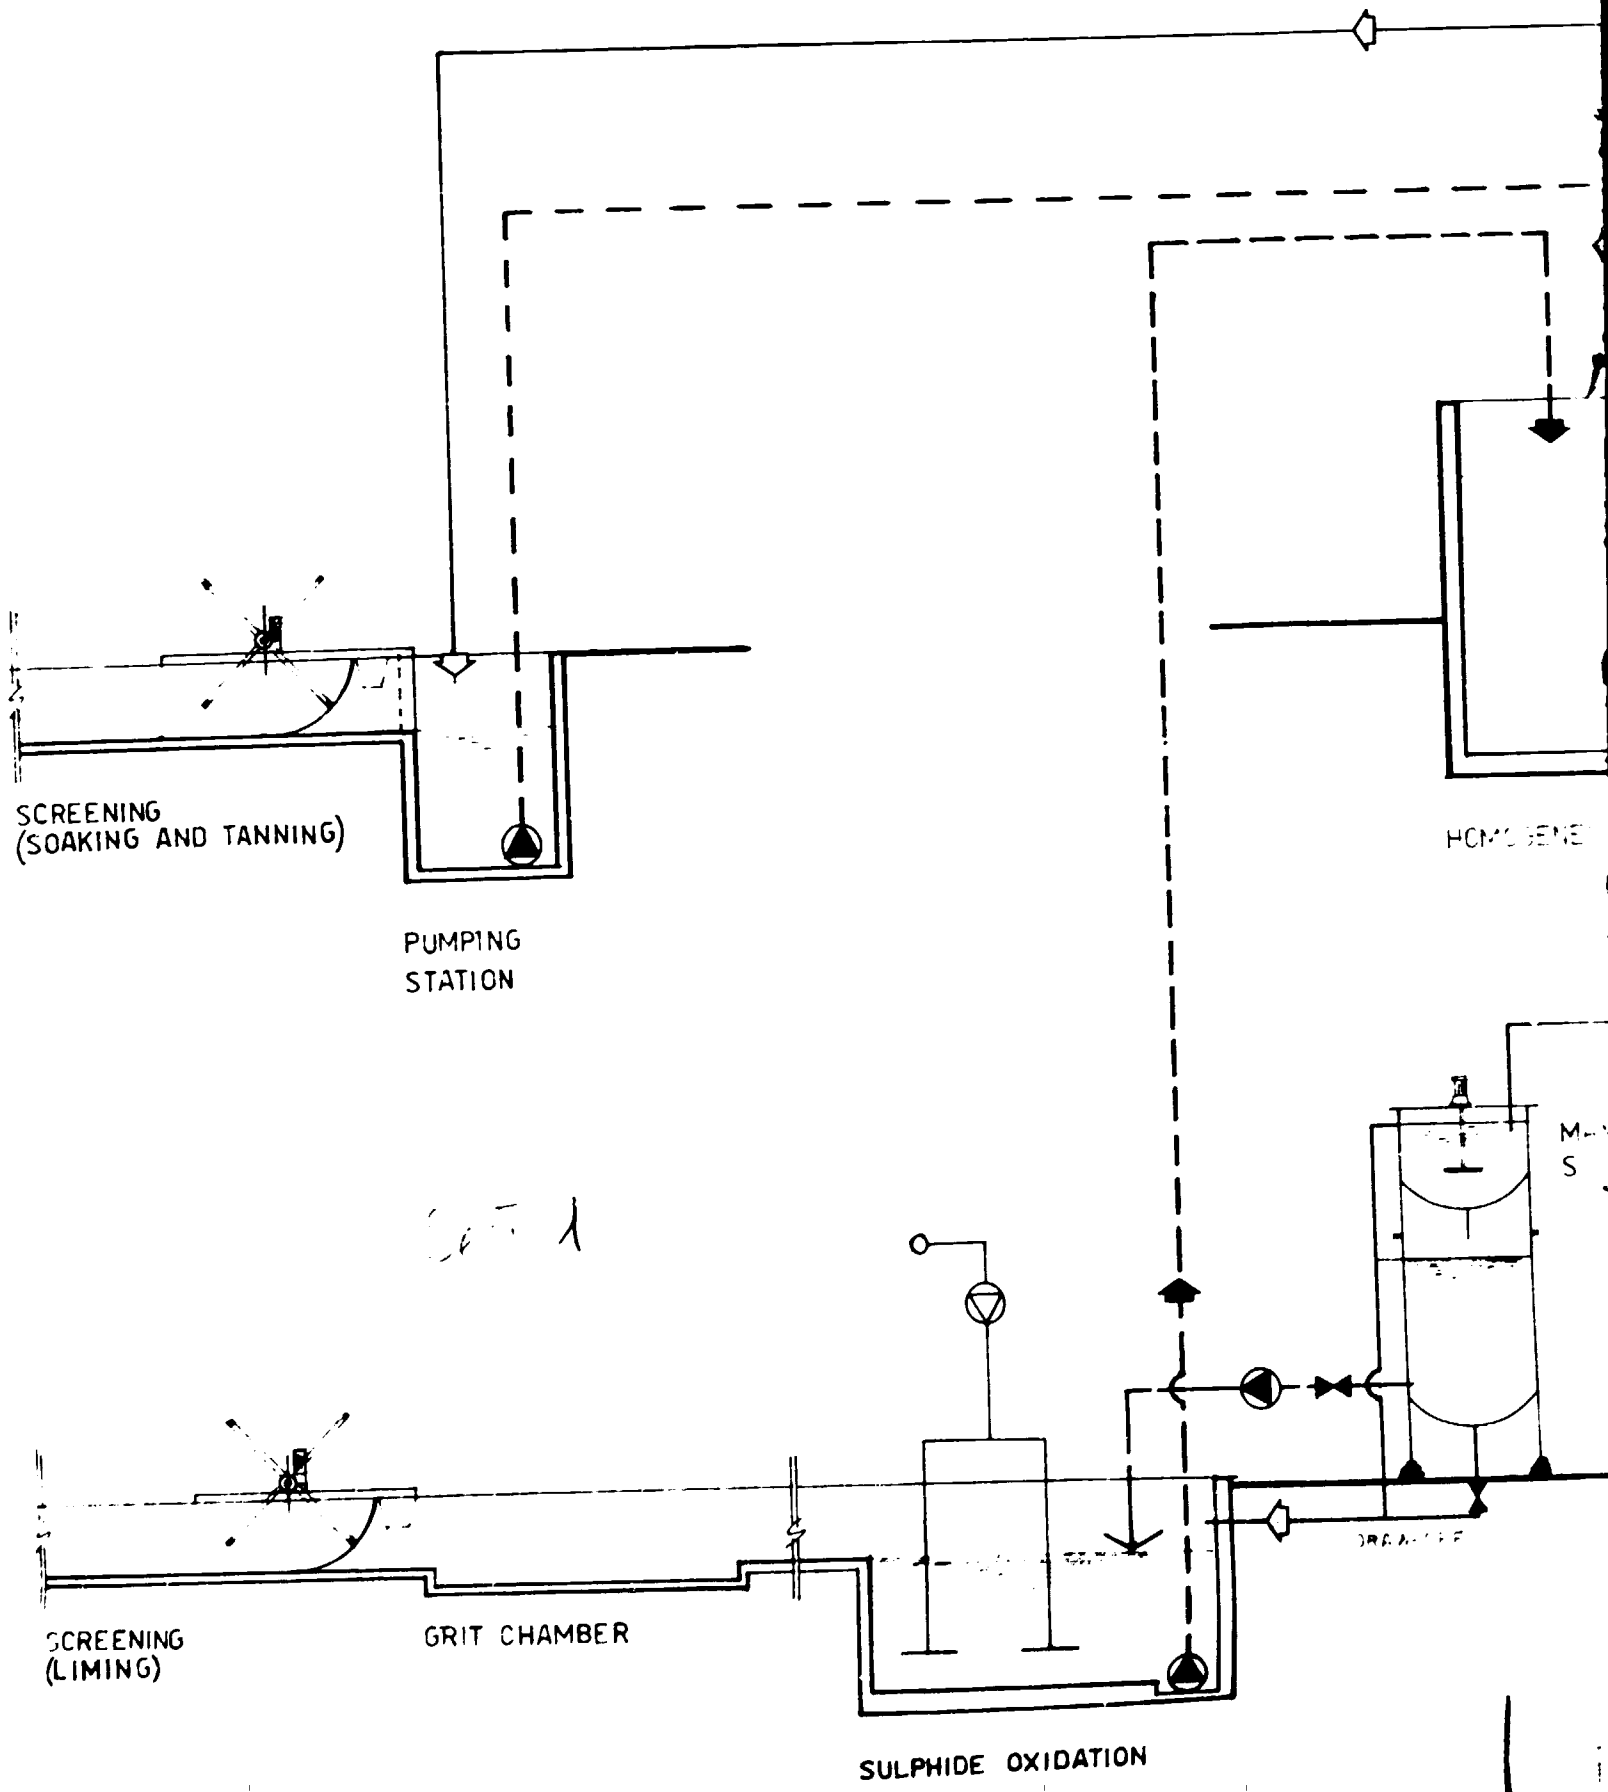 SCREENING
(SOAKING AND TANNING)
PUMPING
STATION
SCREENING
(LIMING)
GRIT CHAMBER
SULPHIDE OXIDATION